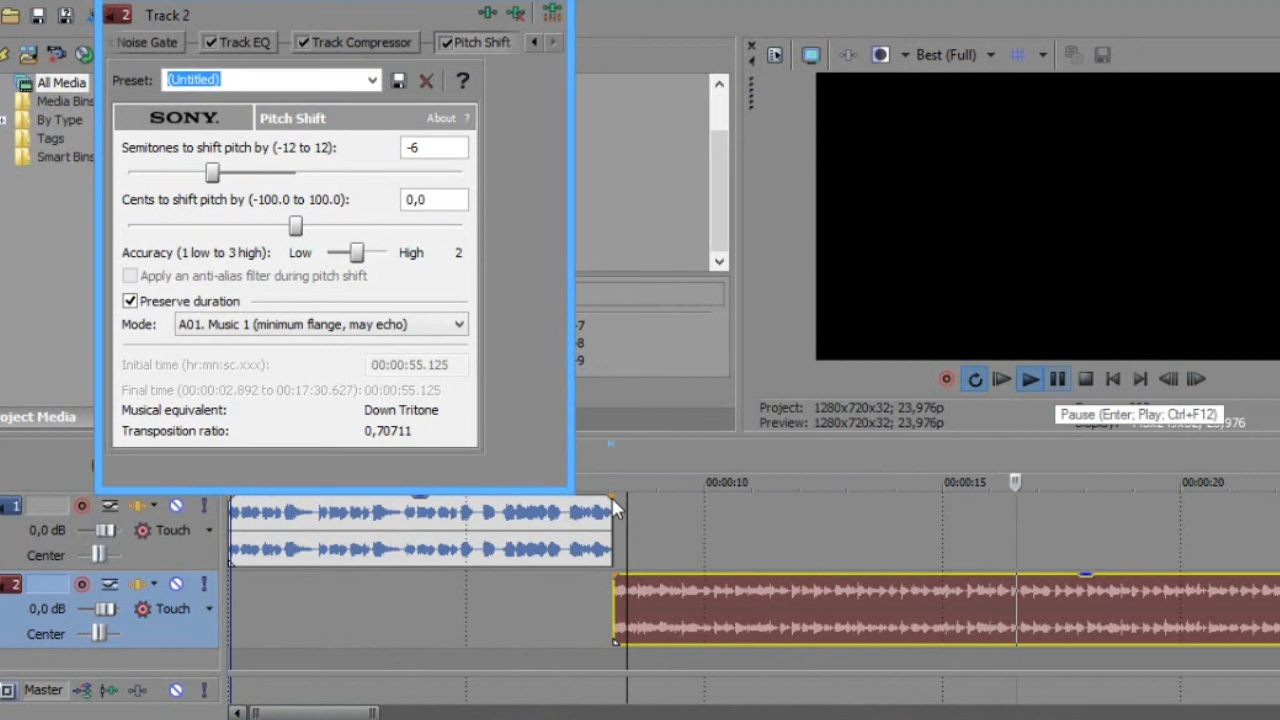 2 Track 2
Noise Gate Track EQ Track Compressor Pitch Shift
Preset: (Untitled) ?
SONY. Pitch Shift About ?
Semitones to shift pitch by (-12 to 12): -6
Cents to shift pitch by (-100.0 to 100.0): 0,0
Accuracy (1 low to 3 high): Low High 2
Apply an anti-alias filter during pitch shift
Preserve duration
Mode: A01. Music 1 (minimum flange, may echo)
Initial time (hr:mn:sc.xxx): 00:00:55.125
Final time (00:00:02.892 to 00:17:30.627): 00:00:55.125
Musical equivalent: Down Tritone
Transposition ratio: 0,70711
All Media
Media Bins
By Type
Tags
Smart Bins
oject Media
-7
-8
-9
Best (Full)
Project: 1280x720x32; 23,976p
Preview: 1280x720x32; 23,976p
Pause (Enter; Play; Ctrl+F12)
00:00:10 00:00:15 00:00:20
1
0,0 dB Touch
Center
2
0,0 dB Touch
Center
Master